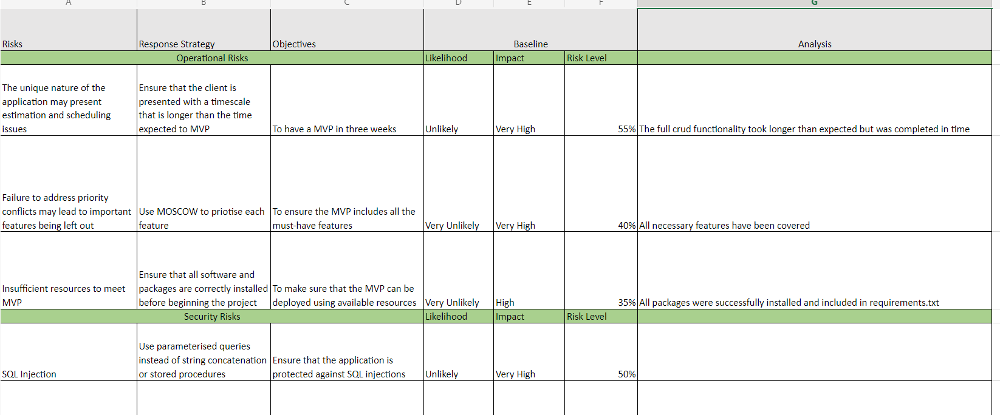 A B C D E F G
Risks Response Strategy Objectives Baseline Analysis
Operational Risks Likelihood Impact Risk Level
The unique nature of the
application may present
estimation and scheduling
issues
Ensure that the client is
presented with a timescale
that is longer than the time
expected to MVP
To have a MVP in three weeks
Unlikely
Very High
55%
The full crud functionality took longer than expected but was completed in time
Failure to address priority
conflicts may lead to important
features being left out
Use MOSCOW to priotise each
feature
To ensure the MVP includes all the
must-have features
Very Unlikely
Very High
40%
All necessary features have been covered
Insufficient resources to meet
MVP
Ensure that all software and
packages are correctly installed
before beginning the project
To make sure that the MVP can be
deployed using available resources
Very Unlikely
High
35%
All packages were successfully installed and included in requirements.txt
Security Risks Likelihood Impact Risk Level
SQL Injection
Use parameterised queries
instead of string concatenation
or stored procedures
Ensure that the application is
protected against SQL injections
Unlikely
Very High
50%